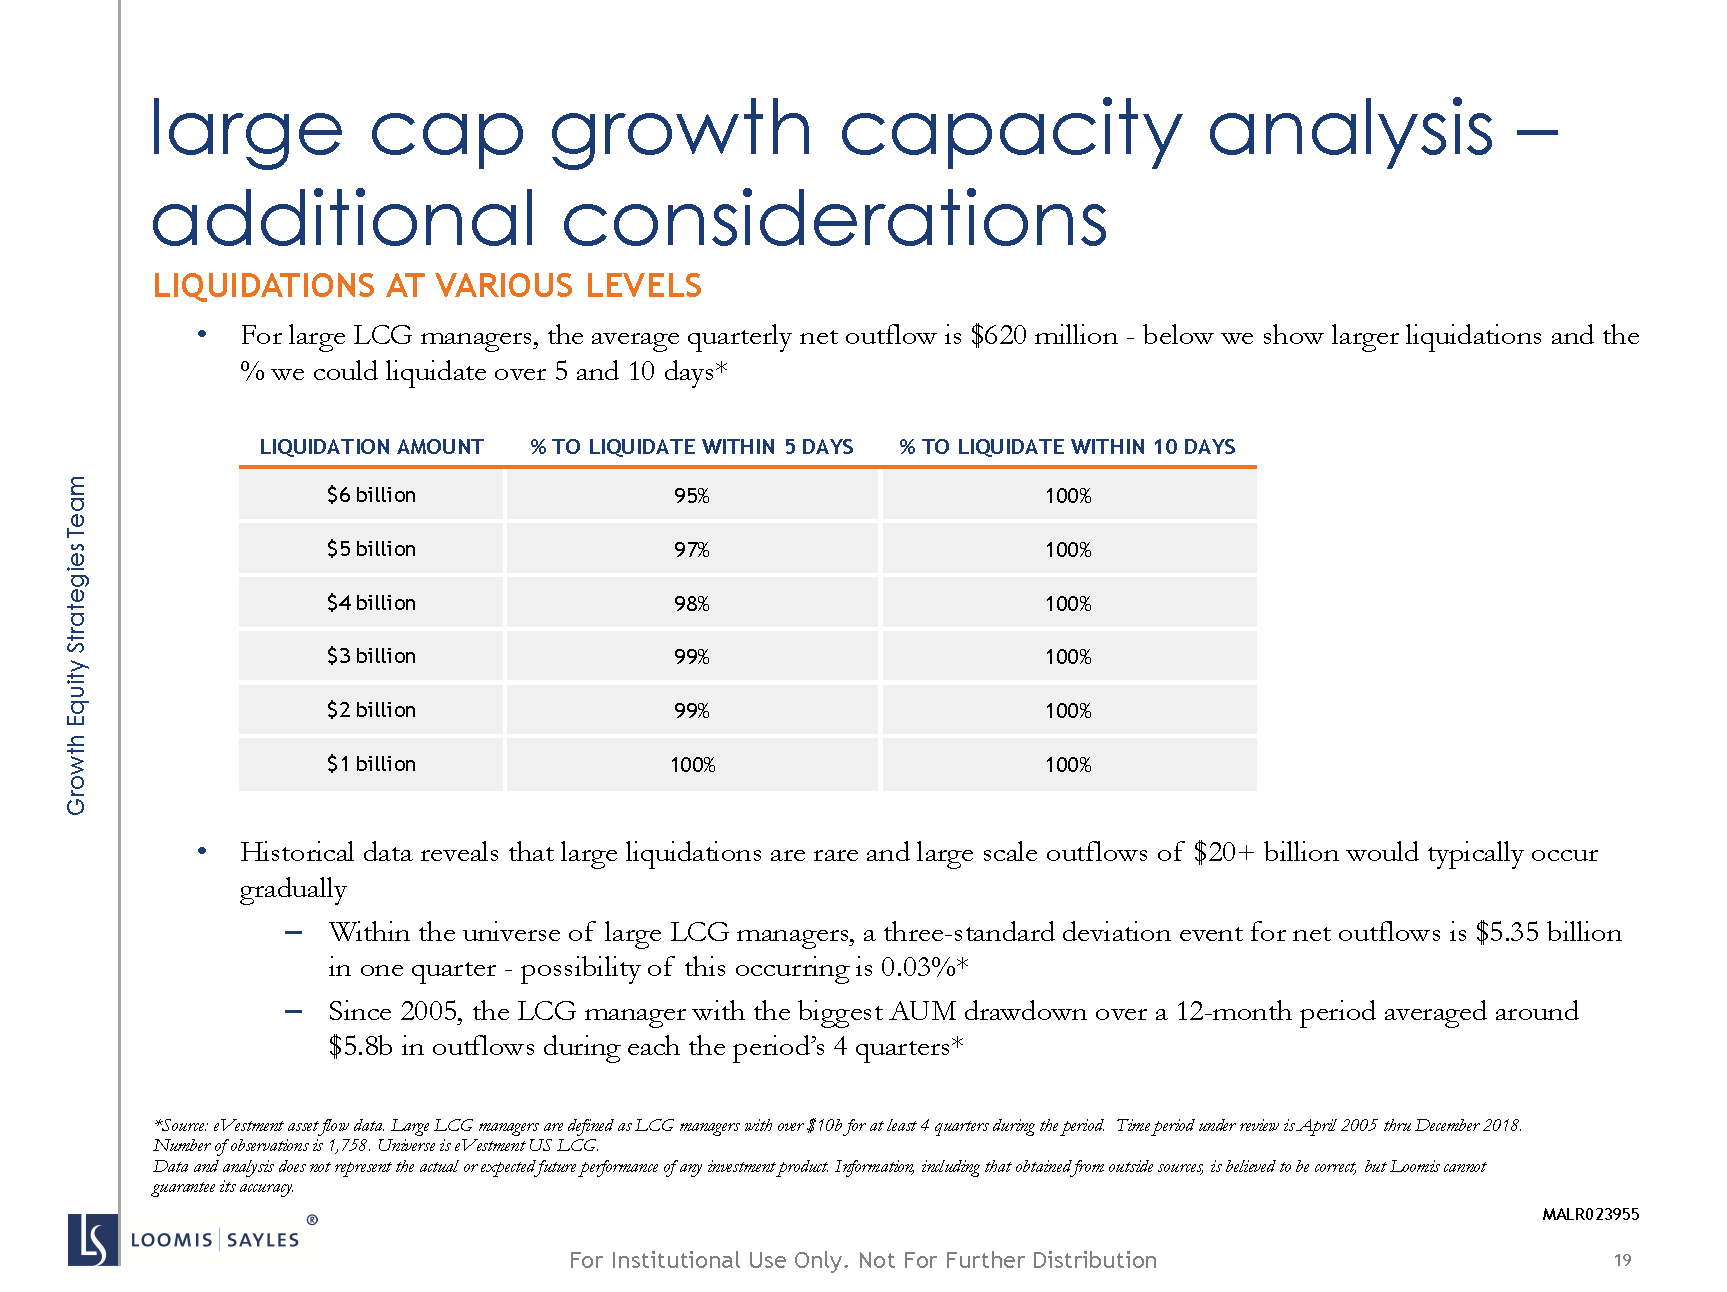 large cap growth capacity analysis –
additional considerations
LIQUIDATIONS AT VARIOUS LEVELS
• For large LCG managers, the average quarterly net outflow is $620 million - below we show larger liquidations and the
% we could liquidate over 5 and 10 days*
LIQUIDATION AMOUNT % TO LIQUIDATE WITHIN 5 DAYS % TO LIQUIDATE WITHIN 10 DAYS
$6 billion 95% 100%
$5 billion 97% 100%
$4 billion 98% 100%
$3 billion 99% 100%
$2 billion 99% 100%
$1 billion 100% 100%
Growth Equity Strategies Team
• Historical data reveals that large liquidations are rare and large scale outflows of $20+ billion would typically occur
gradually
– Within the universe of large LCG managers, a three-standard deviation event for net outflows is $5.35 billion
in one quarter - possibility of this occurring is 0.03%*
– Since 2005, the LCG manager with the biggest AUM drawdown over a 12-month period averaged around
$5.8b in outflows during each the period’s 4 quarters*
*Source: eVestment asset flow data. Large LCG managers are defined as LCG managers with over $10b for at least 4 quarters during the period. Time period under review is April 2005 thru December 2018.
Number of observations is 1,758. Universe is eVestment US LCG.
Data and analysis does not represent the actual or expected future performance of any investment product. Information, including that obtained from outside sources, is believed to be correct, but Loomis cannot
guarantee its accuracy.
MALR023955
LS LOOMIS | SAYLES ®
For Institutional Use Only. Not For Further Distribution
19